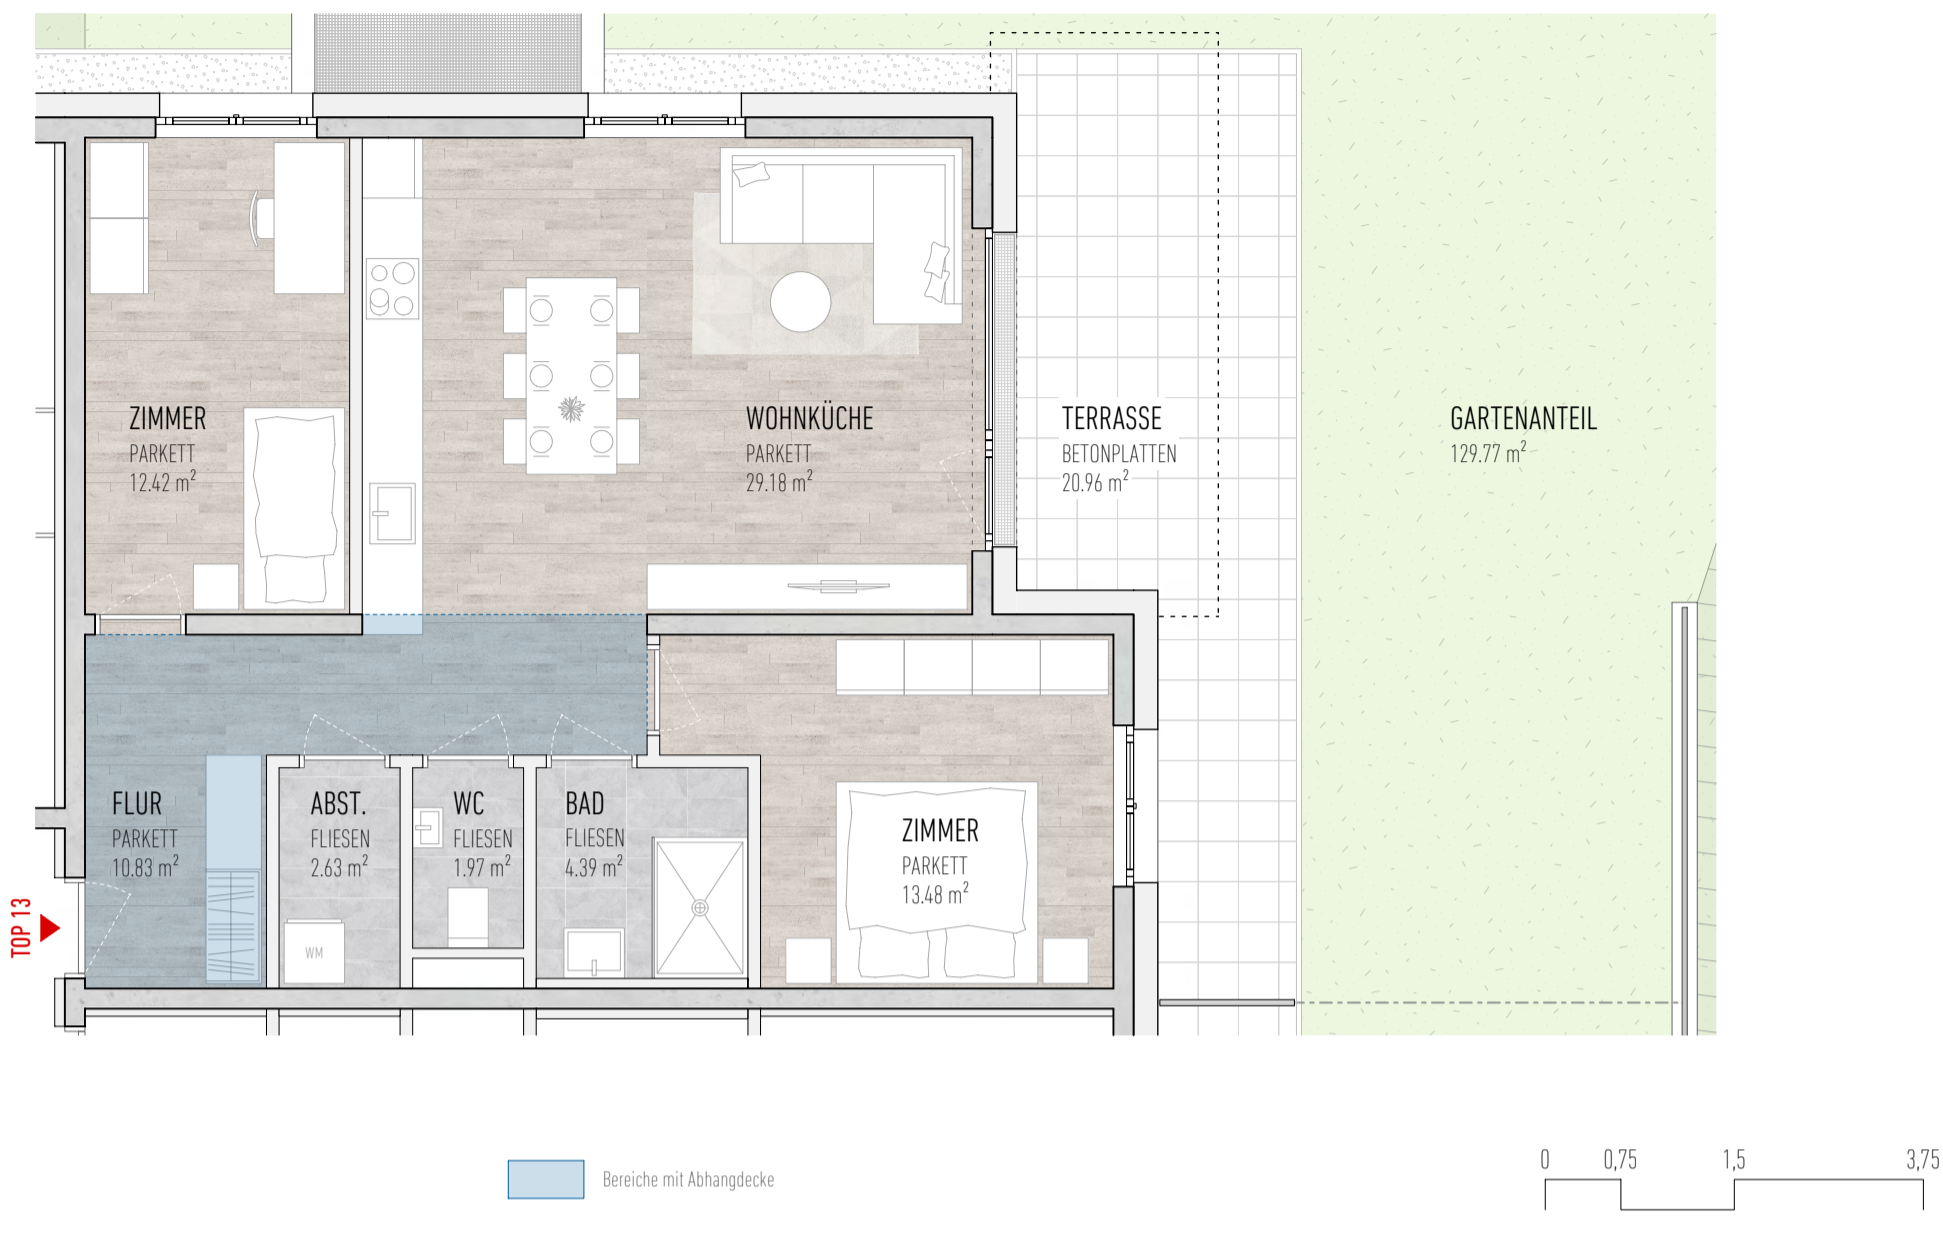 ZIMMER
PARKETT
12.42 m²
WOHNKÜCHE
PARKETT
29.18 m²
TERRASSE
BETONPLATTEN
20.96 m²
GARTENANTEIL
129.77 m²
FLUR
PARKETT
10.83 m²
ABST.
FLIESEN
2.63 m²
WM
WC
FLIESEN
1.97 m²
BAD
FLIESEN
4.39 m²
ZIMMER
PARKETT
13.48 m²
TOP 13
Bereiche mit Abhangdecke
0 0,75 1,5 3,75